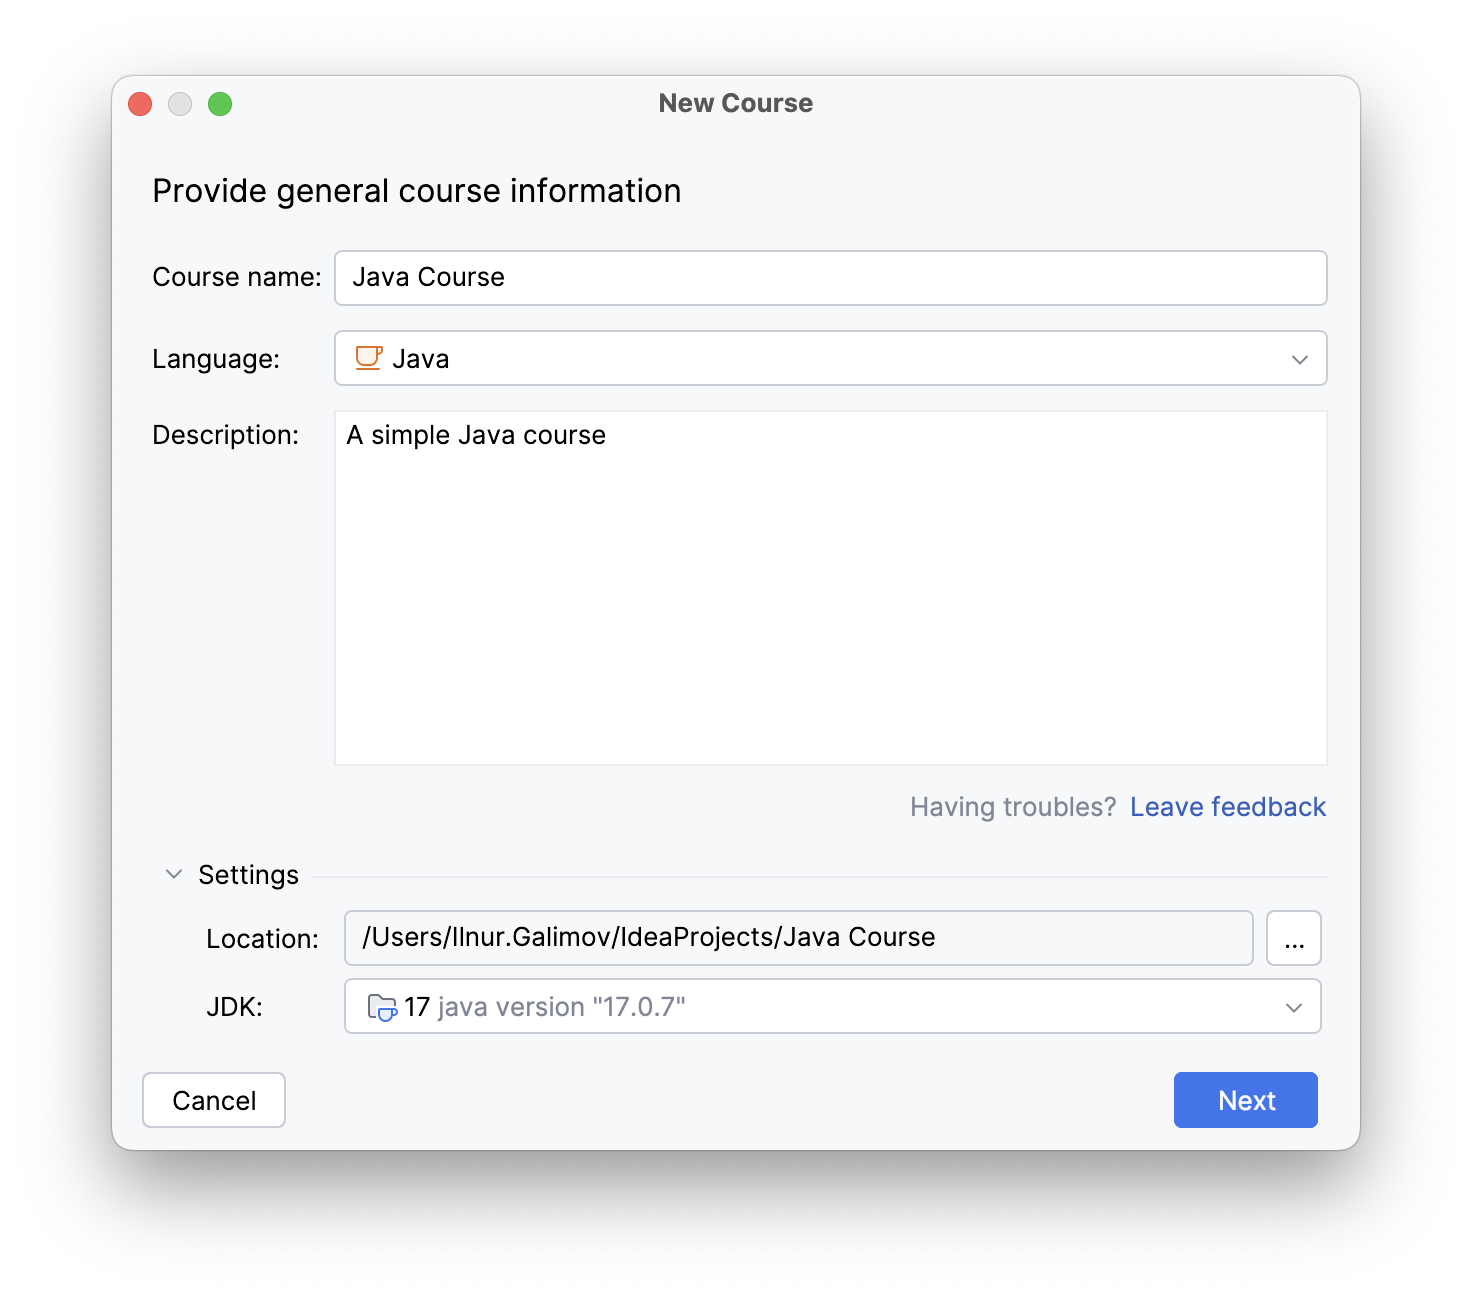 New Course
Provide general course information
Course name: Java Course
Language: Java
Description: A simple Java course
Having troubles? Leave feedback
Settings
Location: /Users/Ilnur.Galimov/IdeaProjects/Java Course ...
JDK: 17 java version "17.0.7"
Cancel Next